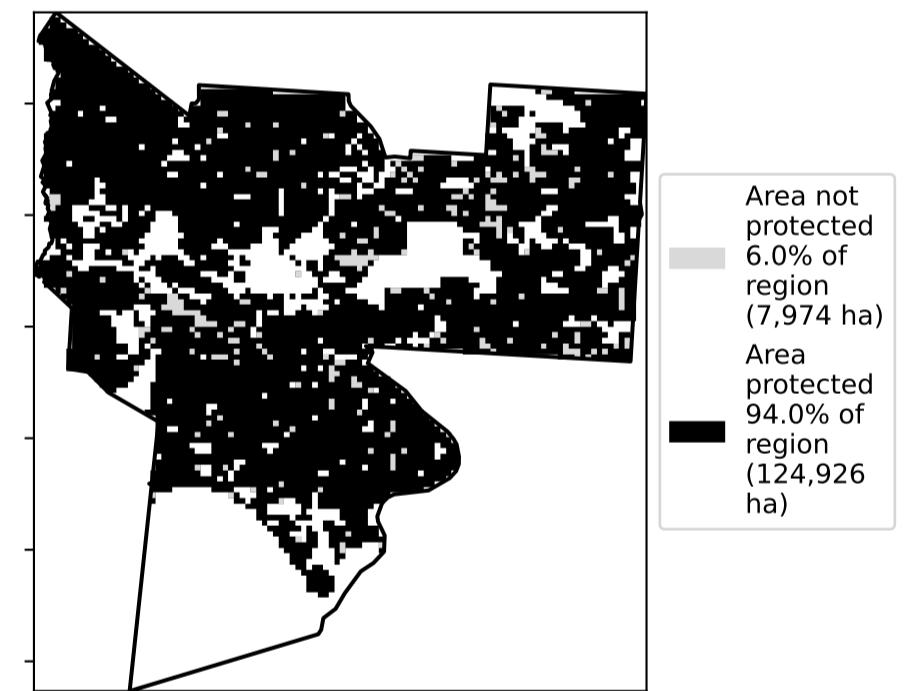 Area not
protected
6.0% of
region
(7,974 ha)
Area
protected
94.0% of
region
(124,926
ha)